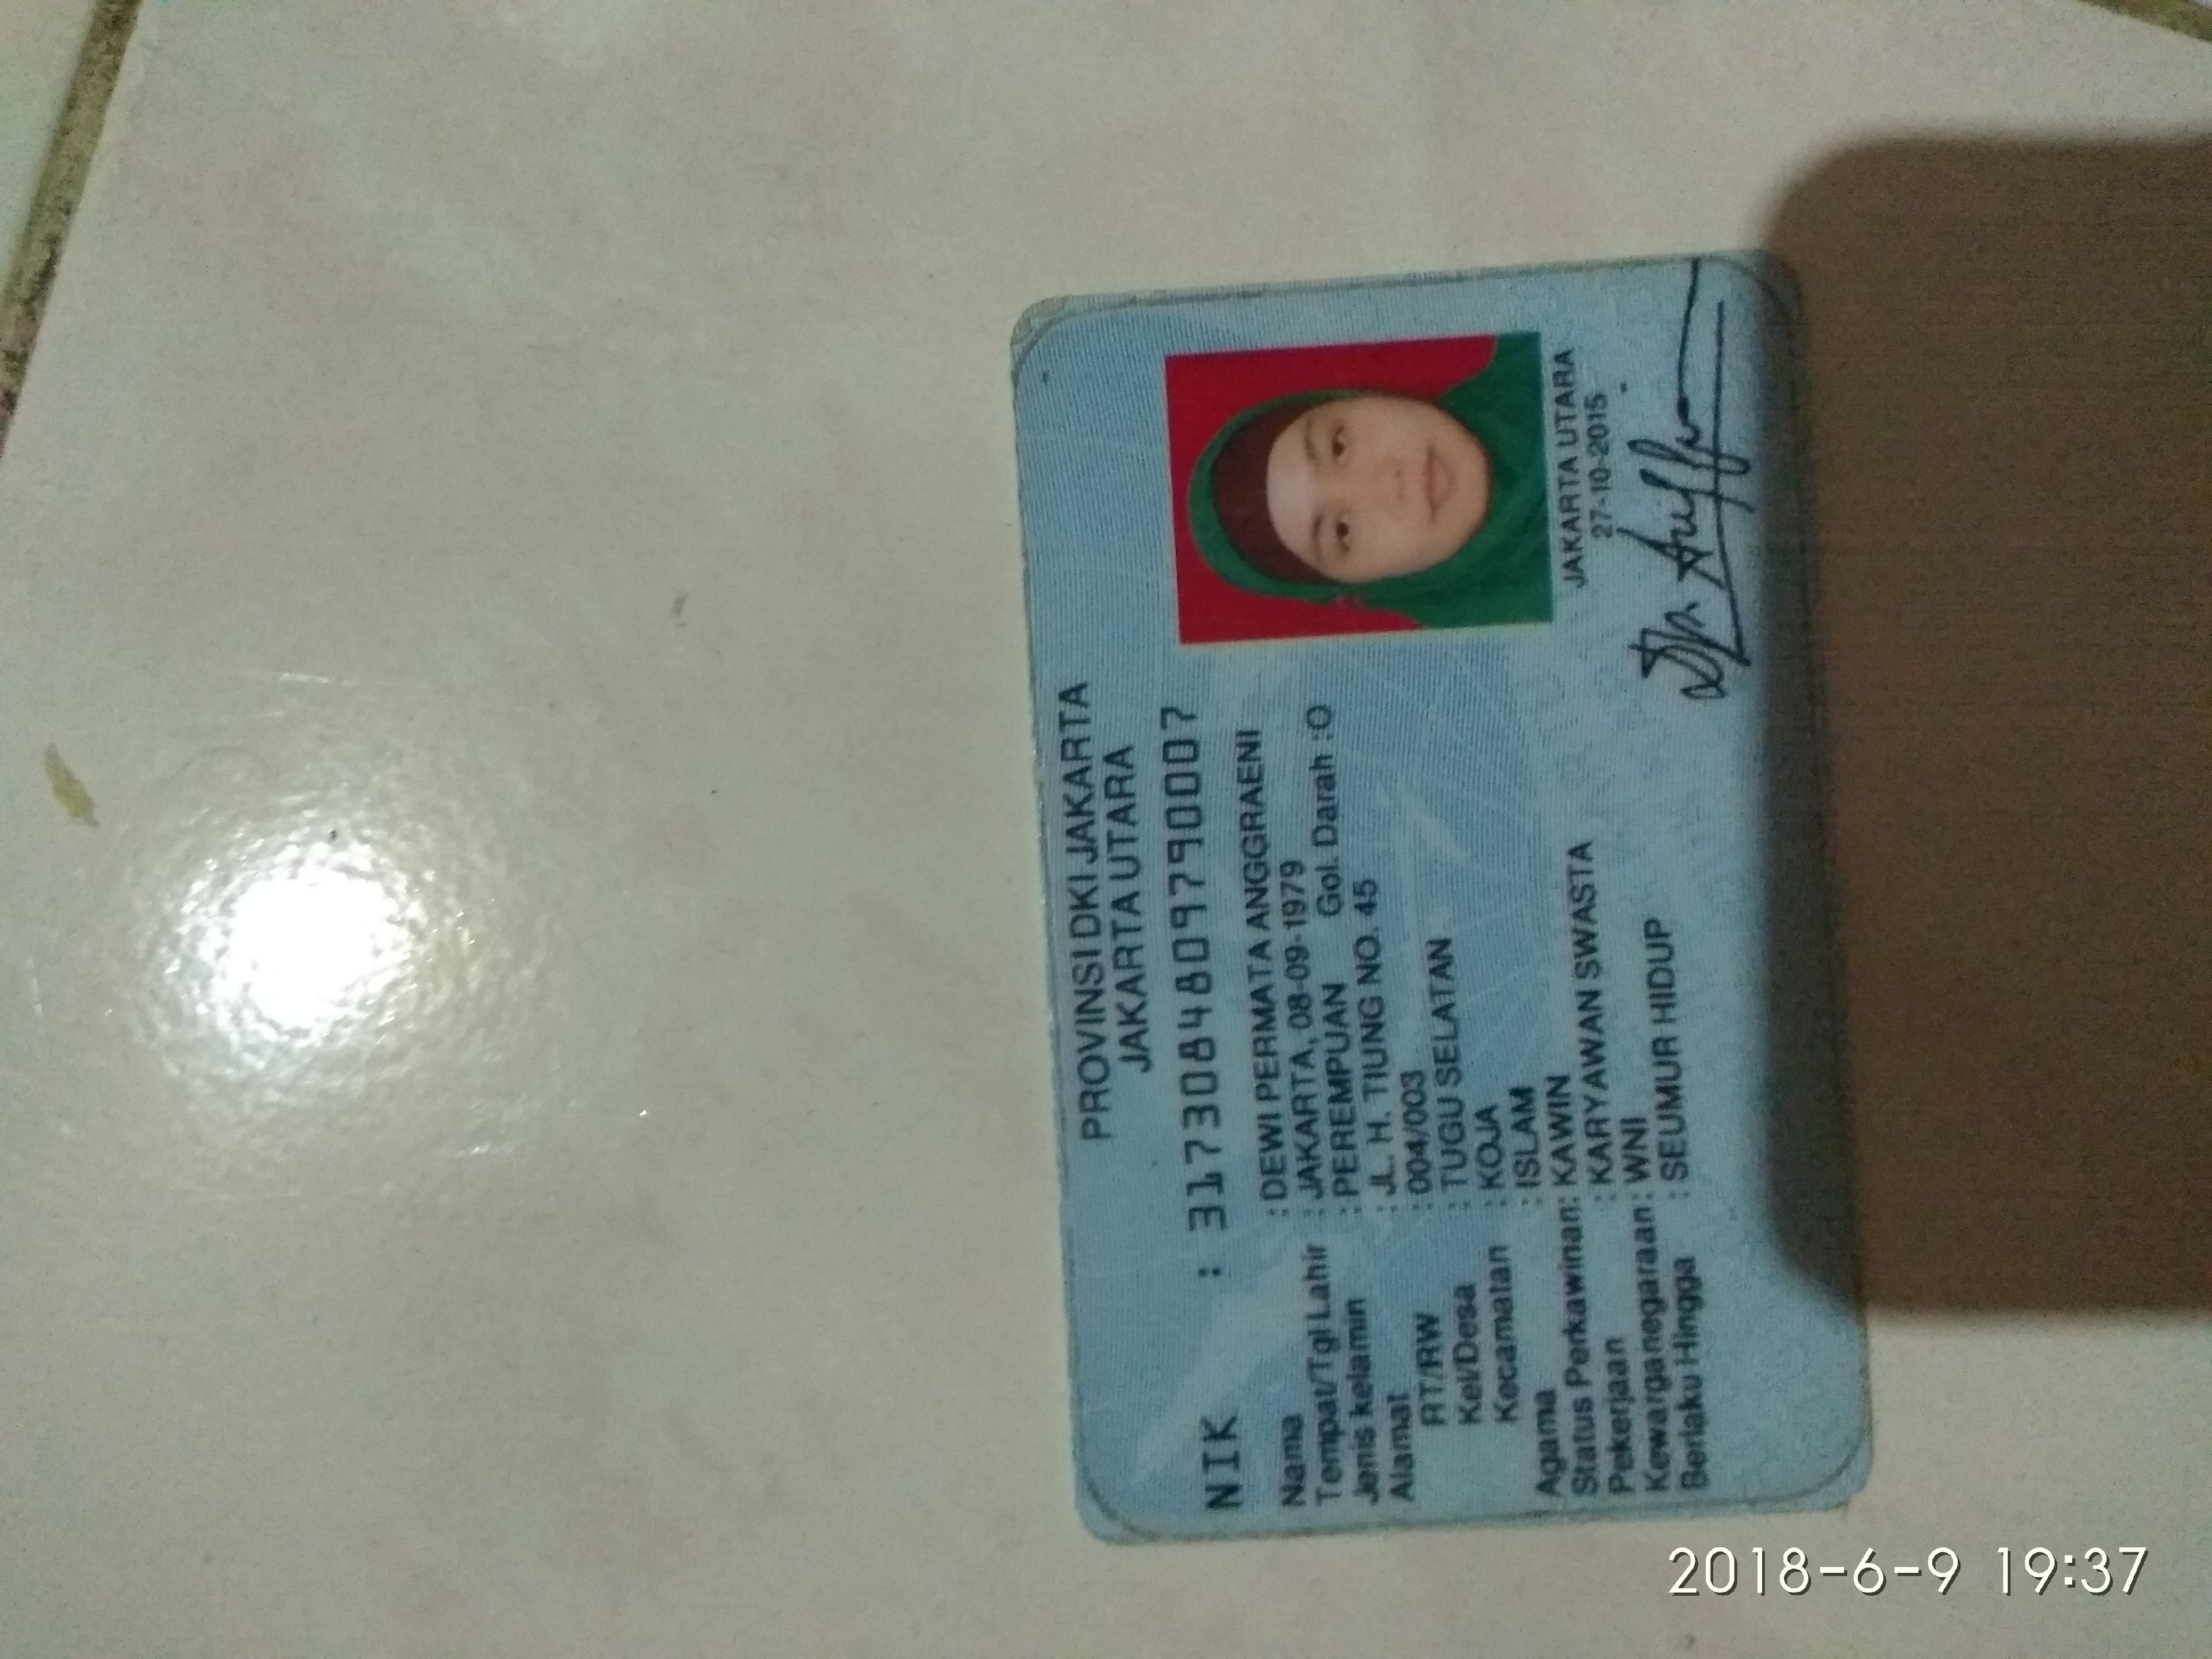 PROVINSI DKI JAKARTA
JAKARTA UTARA
NIK : 3173084809790007
Nama : DEWI PERMATA ANGGRAENI
Tempat/Tgl Lahir : JAKARTA, 08-09-1979
Jenis kelamin : PEREMPUAN Gol. Darah :O
Alamat : JL. H. TIUNG NO. 45
RT/RW : 004/003
Kel/Desa : TUGU SELATAN
Kecamatan : KOJA
Agama : ISLAM
Status Perkawinan: KAWIN
Pekerjaan : KARYAWAN SWASTA
Kewarganegaraan: WNI
Berlaku Hingga : SEUMUR HIDUP
JAKARTA UTARA
27-10-2015
2018-6-9 19:37